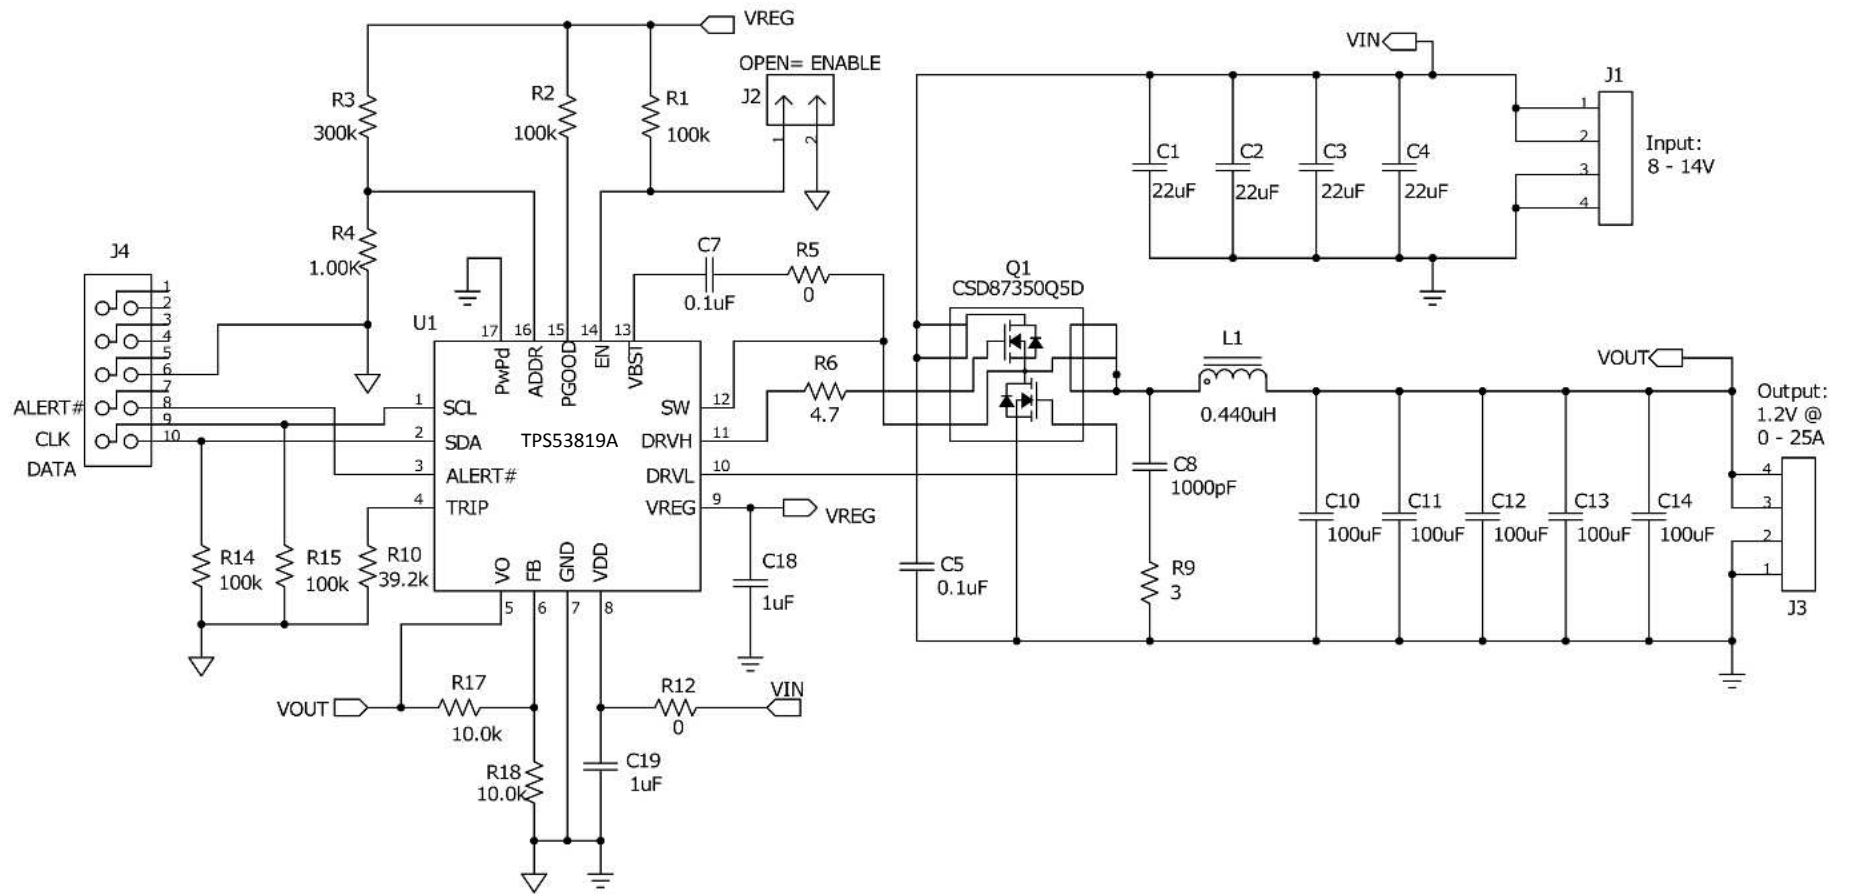 VREG
OPEN= ENABLE
J2
1
2
R3
300k
R2
100k
R1
100k
VIN
J1
1
2
3
4
Input:
8 - 14V
C1
22uF
C2
22uF
C3
22uF
C4
22uF
R4
1.00K
J4
1
2
3
4
5
6
7
8
9
10
ALERT#
CLK
DATA
C7
0.1uF
R5
0
Q1
CSD87350Q5D
U1
17
16
15
14
13
PwPd
ADDR
PGOOD
EN
VBST
1
SCL
2
SDA
3
ALERT#
4
TRIP
TPS53819A
SW
12
DRVH
11
DRVL
10
VREG
9
VO
FB
GND
VDD
5
6
7
8
R6
4.7
L1
0.440uH
VOUT
Output:
1.2V @
0 - 25A
4
3
2
1
J3
C8
1000pF
R9
3
C10
100uF
C11
100uF
C12
100uF
C13
100uF
C14
100uF
VREG
C18
1uF
C5
0.1uF
R14
100k
R15
100k
R10
39.2k
VOUT
R17
10.0k
R12
0
VIN
R18
10.0k
C19
1uF